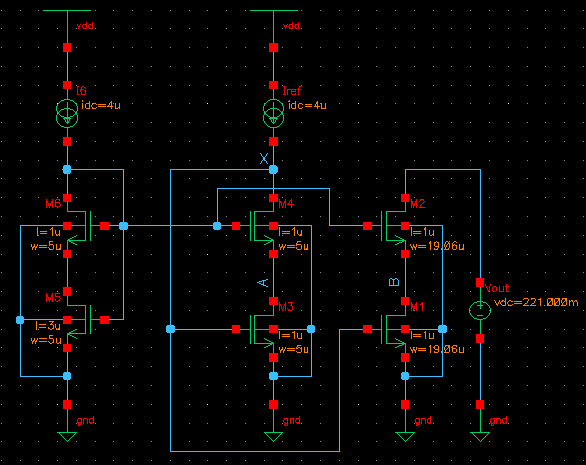 vdd
vdd
I6
idc=4u
Iref
idc=4u
X
M6
M4
M2
l=1u
w=5u
l=1u
w=5u
l=1u
w=19.06u
M5
A
B
Vout
vdc=221.000m
M3
M1
l=3u
w=5u
l=1u
w=5u
l=1u
w=19.06u
gnd
gnd
gnd
gnd